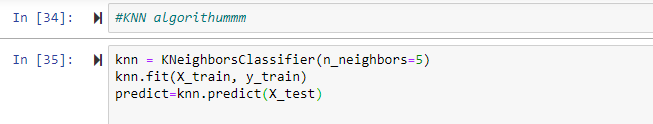 In [34]: #KNN algorithummm
In [35]: knn = KNeighborsClassifier(n_neighbors=5)
knn.fit(X_train, y_train)
predict=knn.predict(X_test)